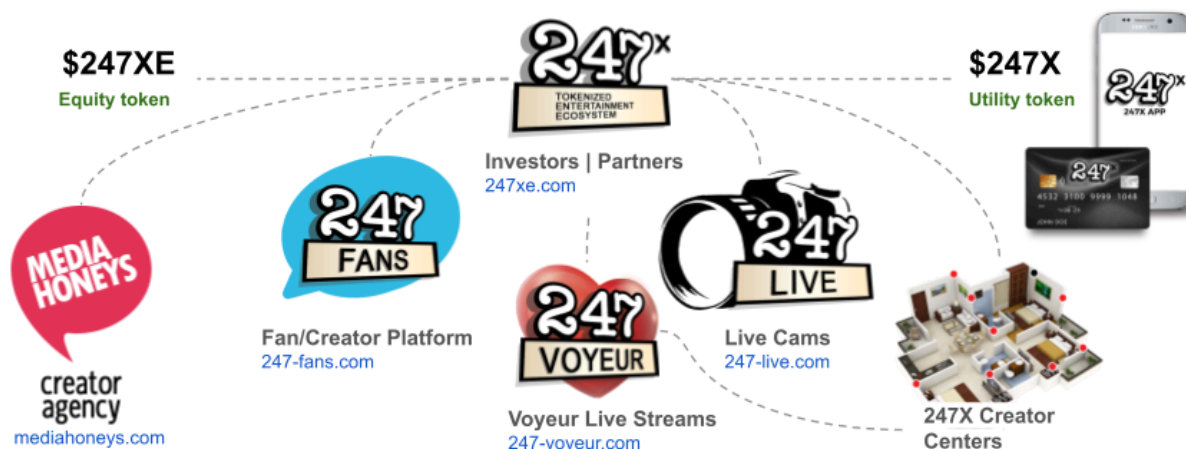 $247XE
Equity token
247X
TOKENIZED
ENTERTAINMENT
ECOSYSTEM
Investors | Partners
247xe.com
$247X
Utility token
247X
247X APP
247
4532 3100 9999 1048
JOHN DOE
MEDIA
HONEYS
creator
agency
mediahoneys.com
247
FANS
Fan/Creator Platform
247-fans.com
247
VOYEUR
Voyeur Live Streams
247-voyeur.com
247
LIVE
Live Cams
247-live.com
247X Creator
Centers